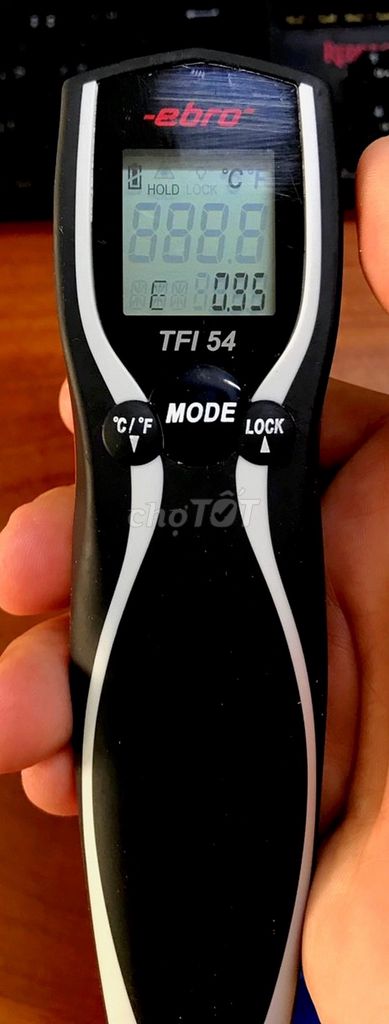 -ebro-
HOLD LOCK °C °F
888.8
E 0.95
TFI 54
°C/°F MODE LOCK
chợTỐT